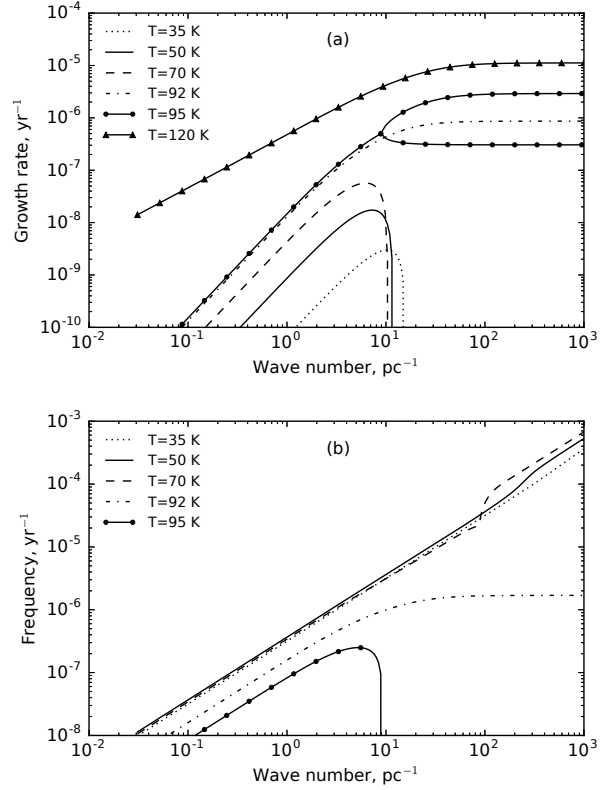 10^-4
T=35 K
(a)
T=50 K
10^-5
T=70 K
T=92 K
10^-6
T=95 K
T=120 K
10^-7
Growth rate, yr^-1
10^-8
10^-9
10^-10
10^-2 10^-1 10^0 10^1 10^2 10^3
Wave number, pc^-1
10^-3
T=35 K
(b)
T=50 K
T=70 K
10^-4
T=92 K
T=95 K
10^-5
Frequency, yr^-1
10^-6
10^-7
10^-8
10^-2 10^-1 10^0 10^1 10^2 10^3
Wave number, pc^-1